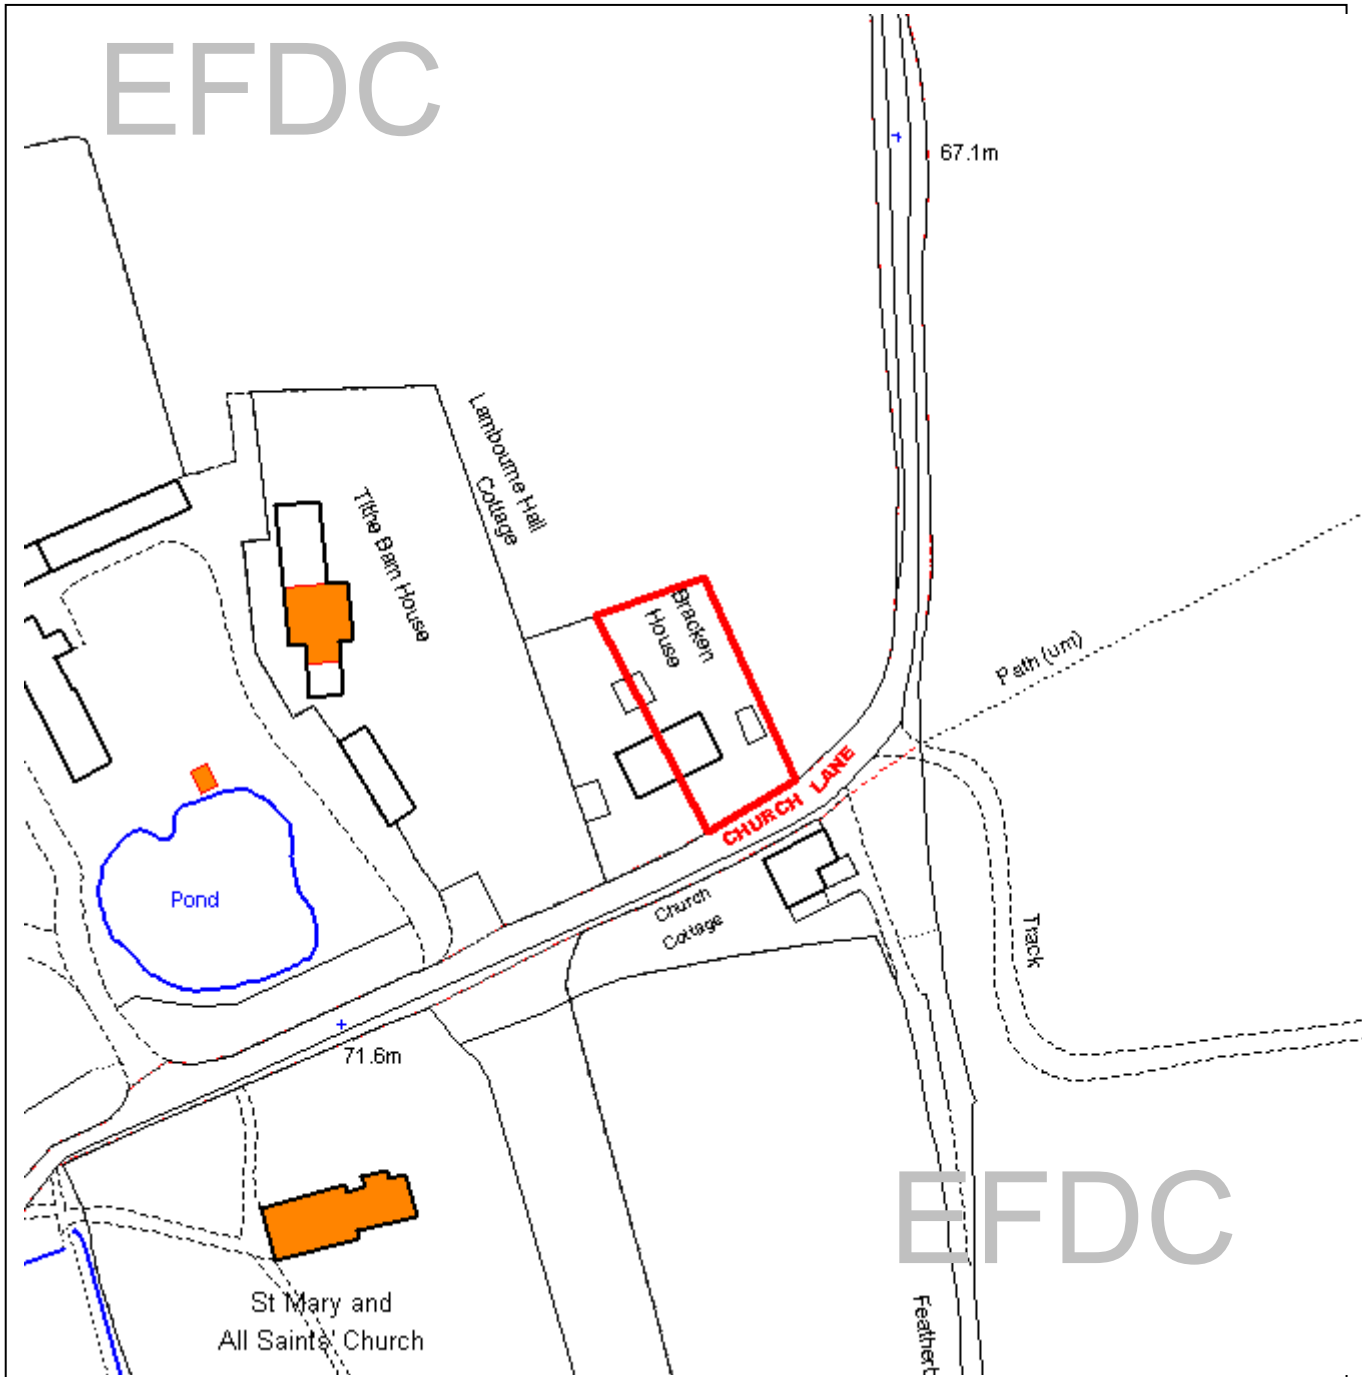 EFDC
67.1m
Lambourne Hall
Cottage
Tithe Barn House
Bracken
House
Path (um)
CHURCH LANE
Pond
Church
Cottage
Track
71.6m
EFDC
St Mary and
All Saints' Church
Featherb